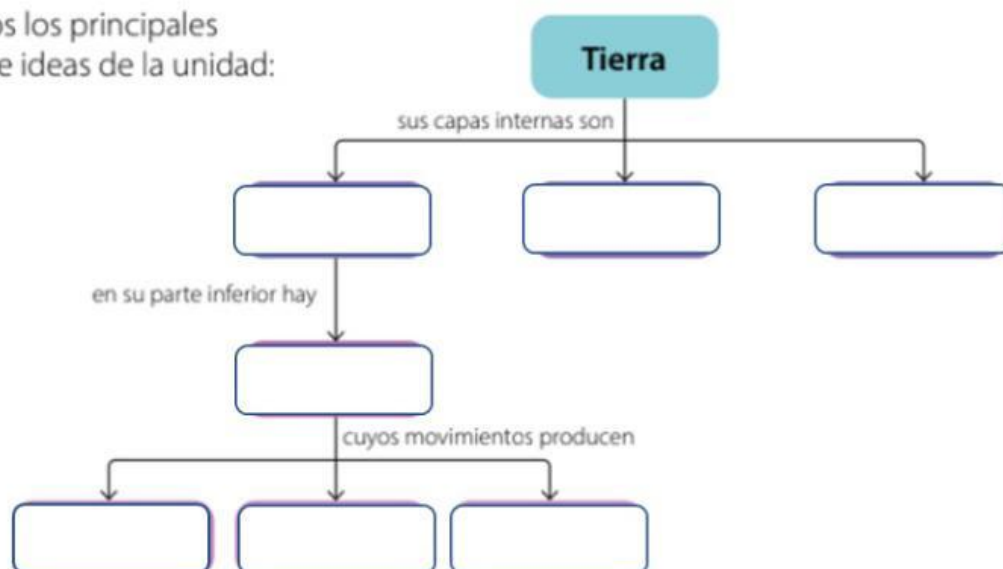 los principales
ideas de la unidad:
Tierra
sus capas internas son
en su parte inferior hay
cuyos movimientos producen